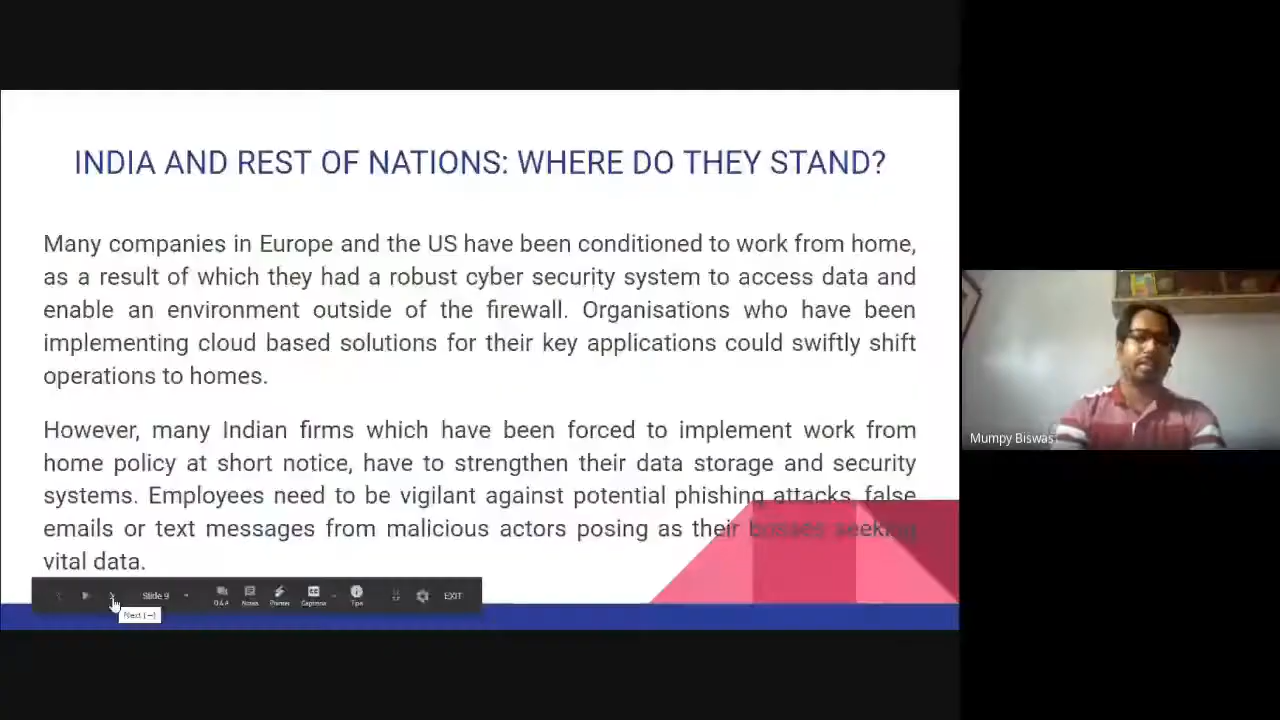 INDIA AND REST OF NATIONS: WHERE DO THEY STAND?
Many companies in Europe and the US have been conditioned to work from home,
as a result of which they had a robust cyber security system to access data and
enable an environment outside of the firewall. Organisations who have been
implementing cloud based solutions for their key applications could swiftly shift
operations to homes.
However, many Indian firms which have been forced to implement work from
home policy at short notice, have to strengthen their data storage and security
systems. Employees need to be vigilant against potential phishing attacks, false
emails or text messages from malicious actors posing as their bosses seeking
vital data.
Slide 9
Q & A
Notes
Pointer
Captions
Tips
EXIT
Next (→)
Mumpy Biswas